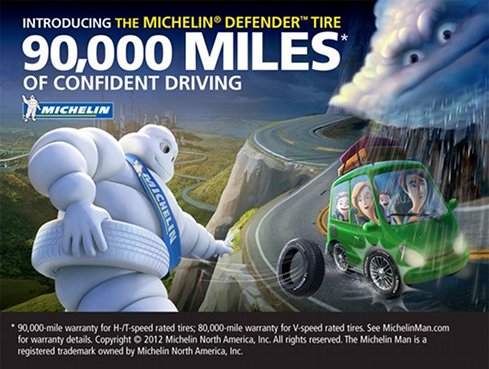 INTRODUCING THE MICHELIN® DEFENDER™ TIRE
90,000 MILES*
OF CONFIDENT DRIVING
MICHELIN
MICHELIN
* 90,000-mile warranty for H-/T-speed rated tires; 80,000-mile warranty for V-speed rated tires. See MichelinMan.com
for warranty details. Copyright © 2012 Michelin North America, Inc. All rights reserved. The Michelin Man is a
registered trademark owned by Michelin North America, Inc.